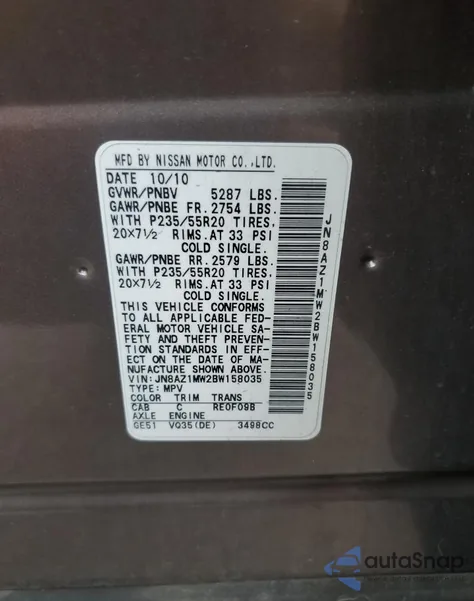 MFD BY NISSAN MOTOR CO.,LTD.
DATE 10/10
GVWR/PNBV 5287 LBS.
GAWR/PNBE FR. 2754 LBS.
WITH P235/55R20 TIRES.
20X7½ RIMS. AT 33 PSI
COLD SINGLE.
GAWR/PNBE RR. 2579 LBS.
WITH P235/55R20 TIRES.
20X7½ RIMS. AT 33 PSI
COLD SINGLE.
THIS VEHICLE CONFORMS
TO ALL APPLICABLE FED-
ERAL MOTOR VEHICLE SA-
FETY AND THEFT PREVEN-
TION STANDARDS IN EFF-
ECT ON THE DATE OF MA-
NUFACTURE SHOWN ABOVE.
VIN: JN8AZ1MW2BW158035
TYPE: MPV
COLOR TRIM TRANS
CAB C RE0F09B
AXLE ENGINE
GE51 VQ35(DE) 3498CC
JN8AZ1MW2BW158035
autoSnap